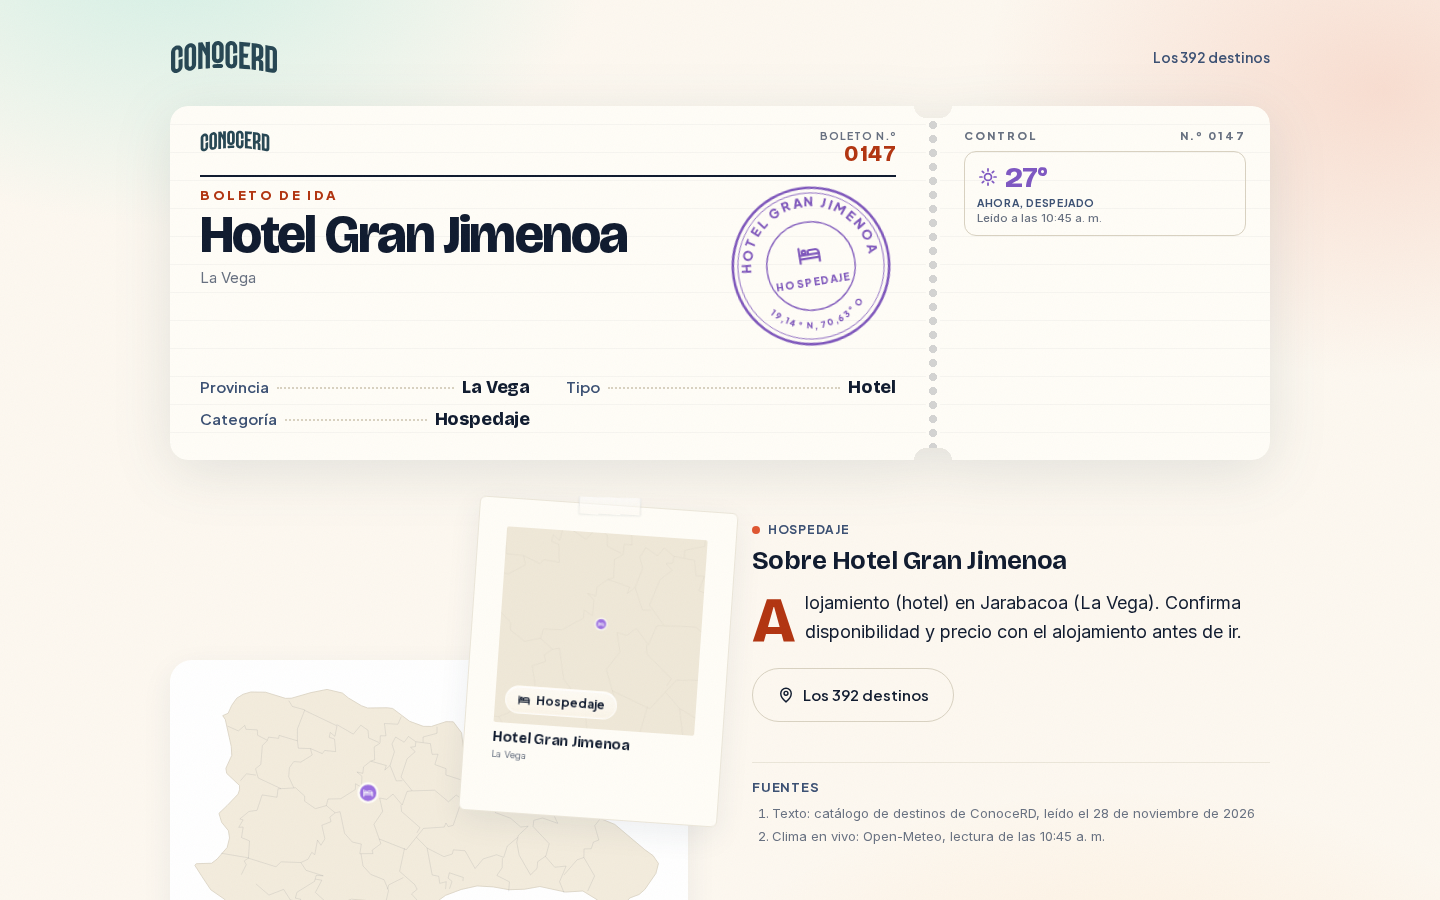 CONOCERD
Los 392 destinos
CONOCERD
BOLETO N.º
0147
BOLETO DE IDA
Hotel Gran Jimenoa
La Vega
HOTEL GRAN JIMENOA
HOSPEDAJE
19,14° N, 70,63° O
Provincia La Vega
Tipo Hotel
Categoría Hospedaje
CONTROL N.º 0147
27°
AHORA, DESPEJADO
Leído a las 10:45 a. m.
Hospedaje
Hotel Gran Jimenoa
La Vega
HOSPEDAJE
Sobre Hotel Gran Jimenoa
Alojamiento (hotel) en Jarabacoa (La Vega). Confirma
disponibilidad y precio con el alojamiento antes de ir.
Los 392 destinos
FUENTES
1. Texto: catálogo de destinos de ConoceRD, leído el 28 de noviembre de 2026
2. Clima en vivo: Open-Meteo, lectura de las 10:45 a. m.